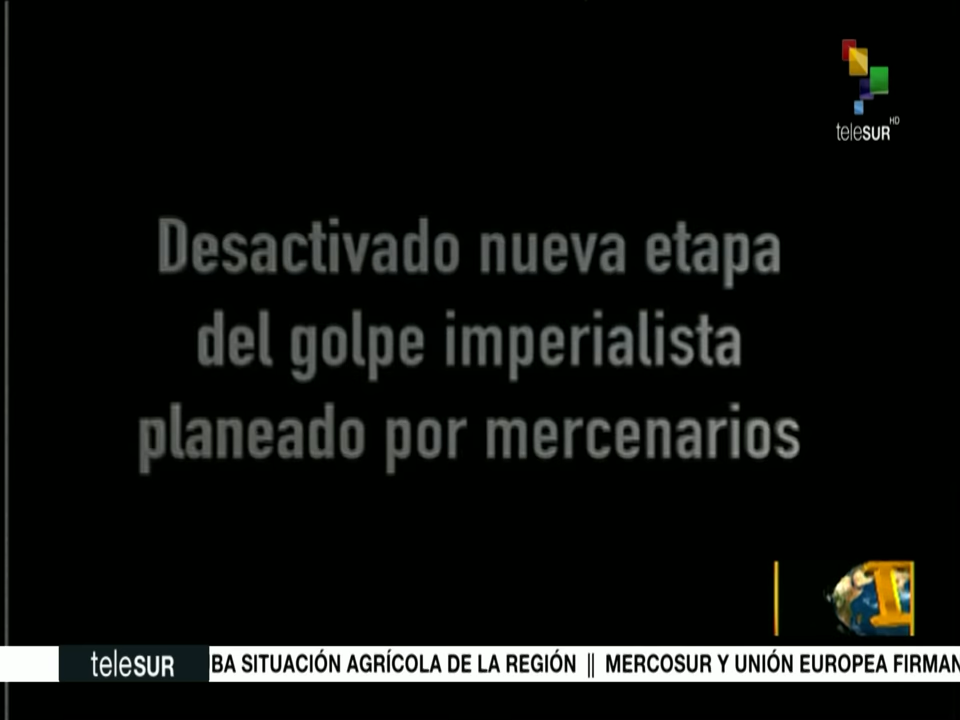 teleSUR HD
Desactivado nueva etapa
del golpe imperialista
planeado por mercenarios
teleSUR BA SITUACIÓN AGRÍCOLA DE LA REGIÓN || MERCOSUR Y UNIÓN EUROPEA FIRMAN